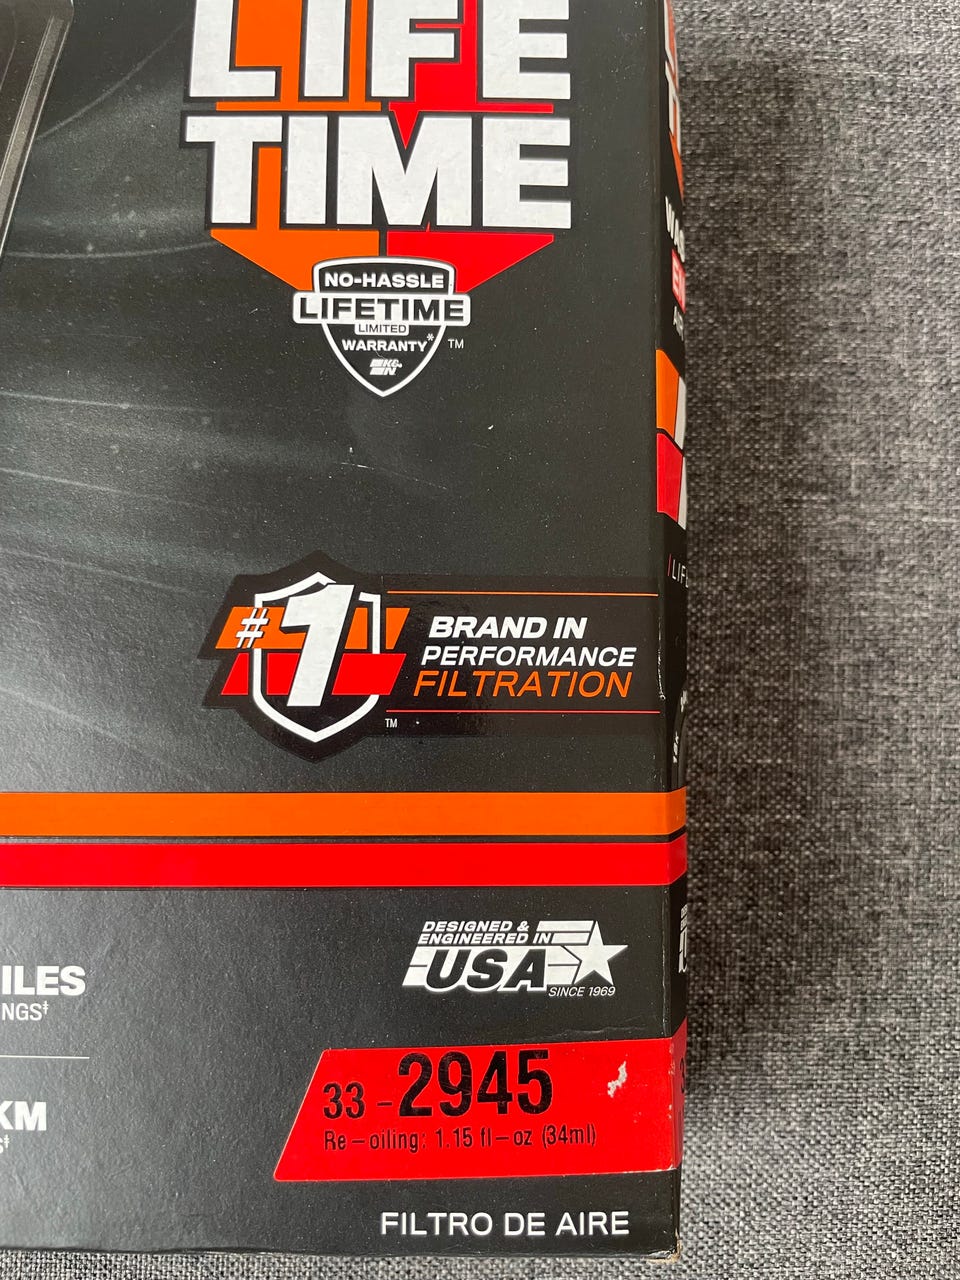 LIFE
TIME
NO-HASSLE
LIFETIME
LIMITED
WARRANTY*
TM
K&N
#1
BRAND IN
PERFORMANCE
FILTRATION
TM
DESIGNED &
ENGINEERED IN
USA
SINCE 1969
ILES
NGS‡
KM
S‡
33-2945
Re-oiling: 1.15 fl-oz (34ml)
FILTRO DE AIRE
/LIFE